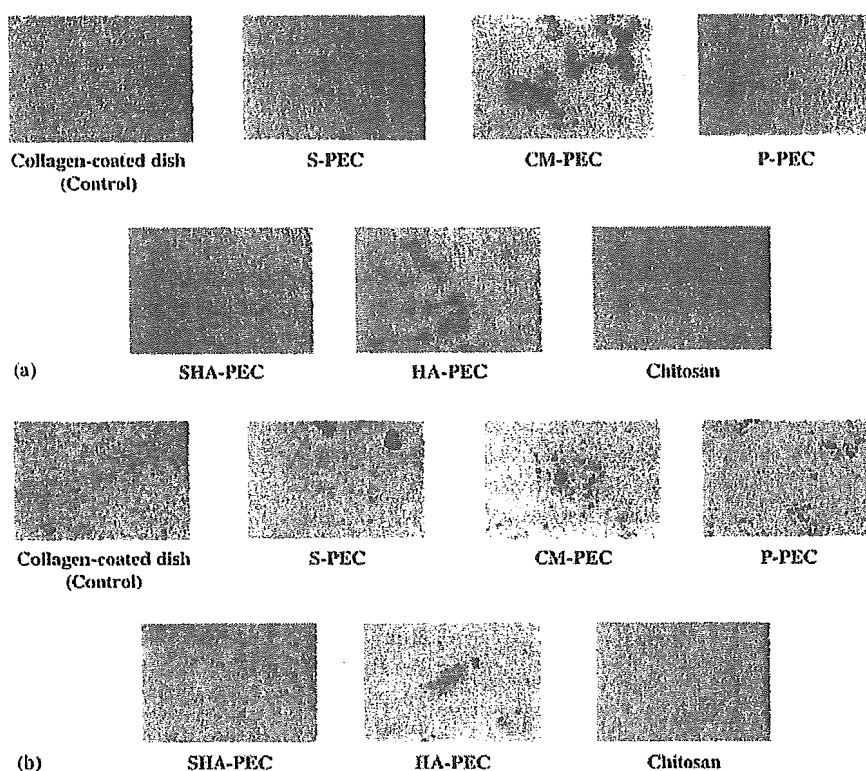 Collagen-coated dish
(Control)
S-PEC
CM-PEC
P-PEC
(a)
SHA-PEC
HA-PEC
Chitosan
Collagen-coated dish
(Control)
S-PEC
CM-PEC
P-PEC
(b)
SHA-PEC
HA-PEC
Chitosan